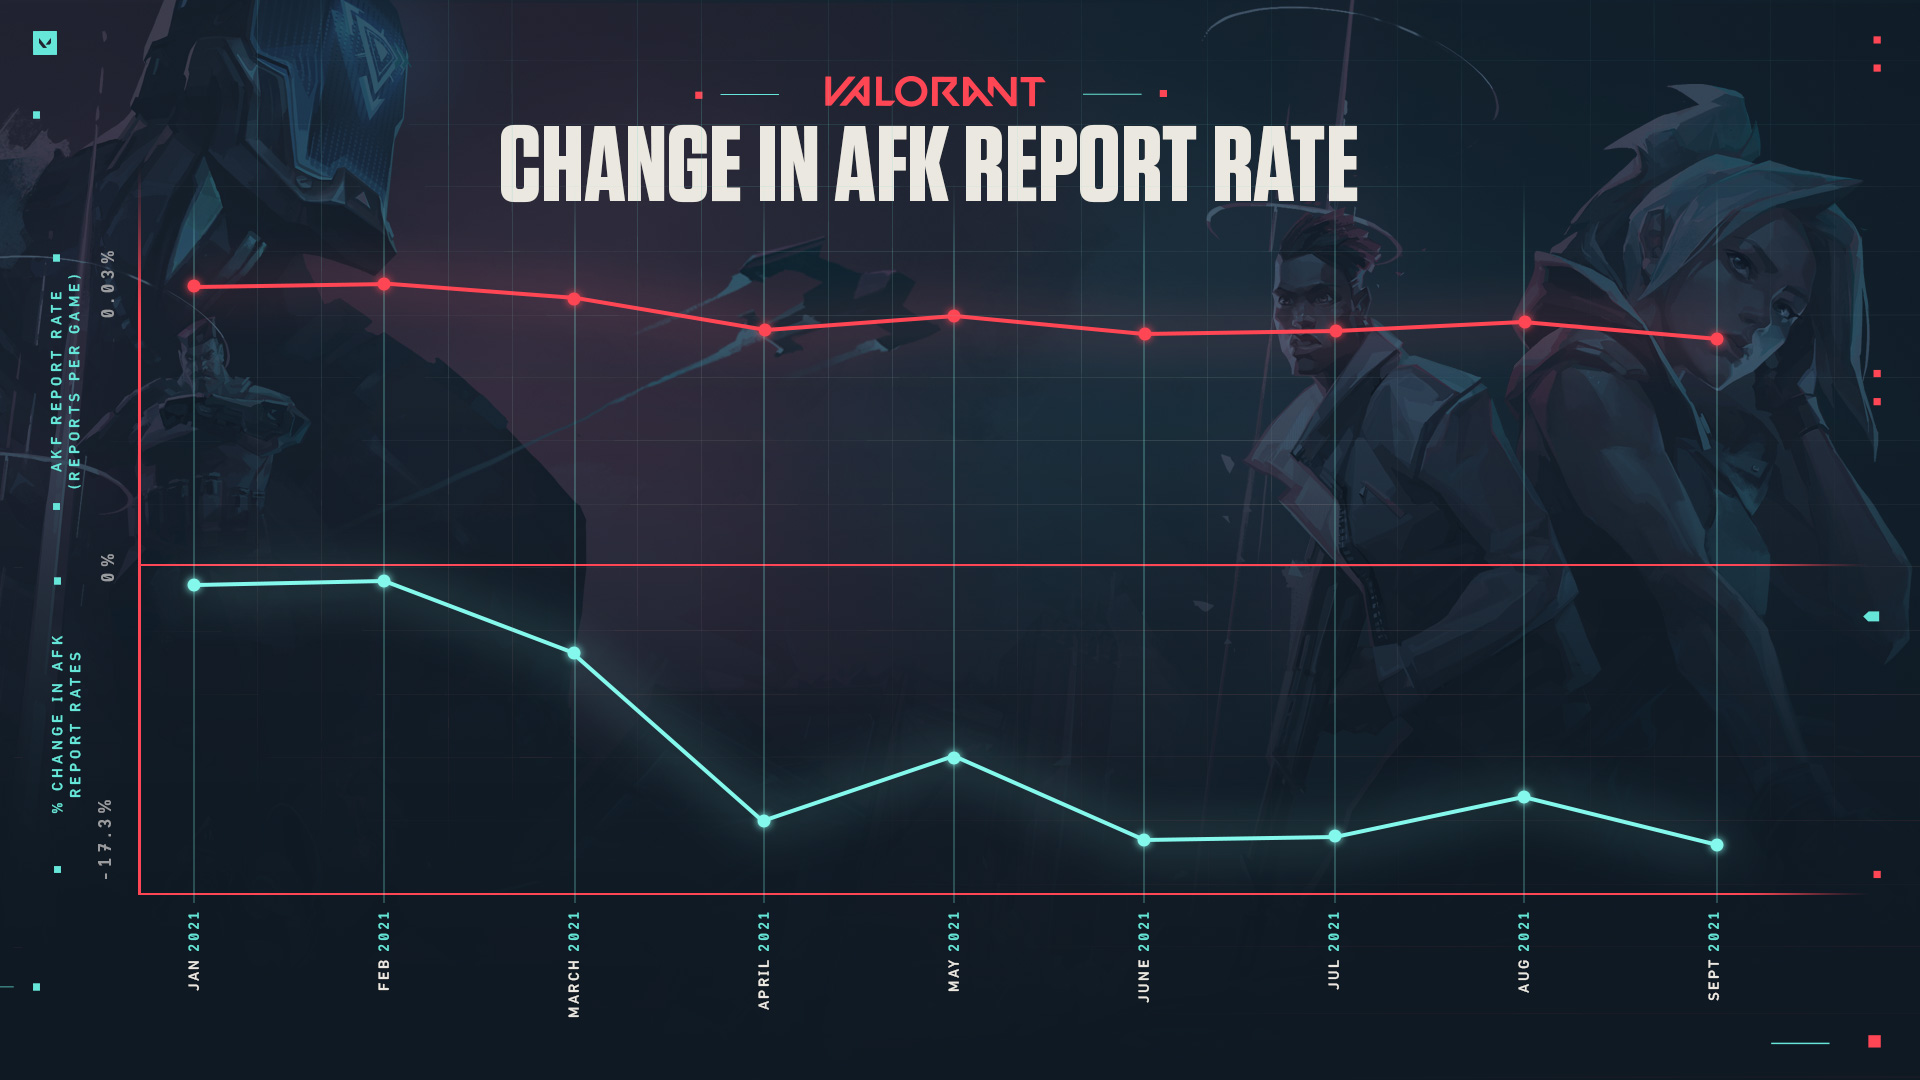 VALORANT
CHANGE IN AFK REPORT RATE
AKF REPORT RATE
(REPORTS PER GAME)
0.03%
0%
% CHANGE IN AFK
REPORT RATES
-17.3%
JAN 2021
FEB 2021
MARCH 2021
APRIL 2021
MAY 2021
JUNE 2021
JUL 2021
AUG 2021
SEPT 2021